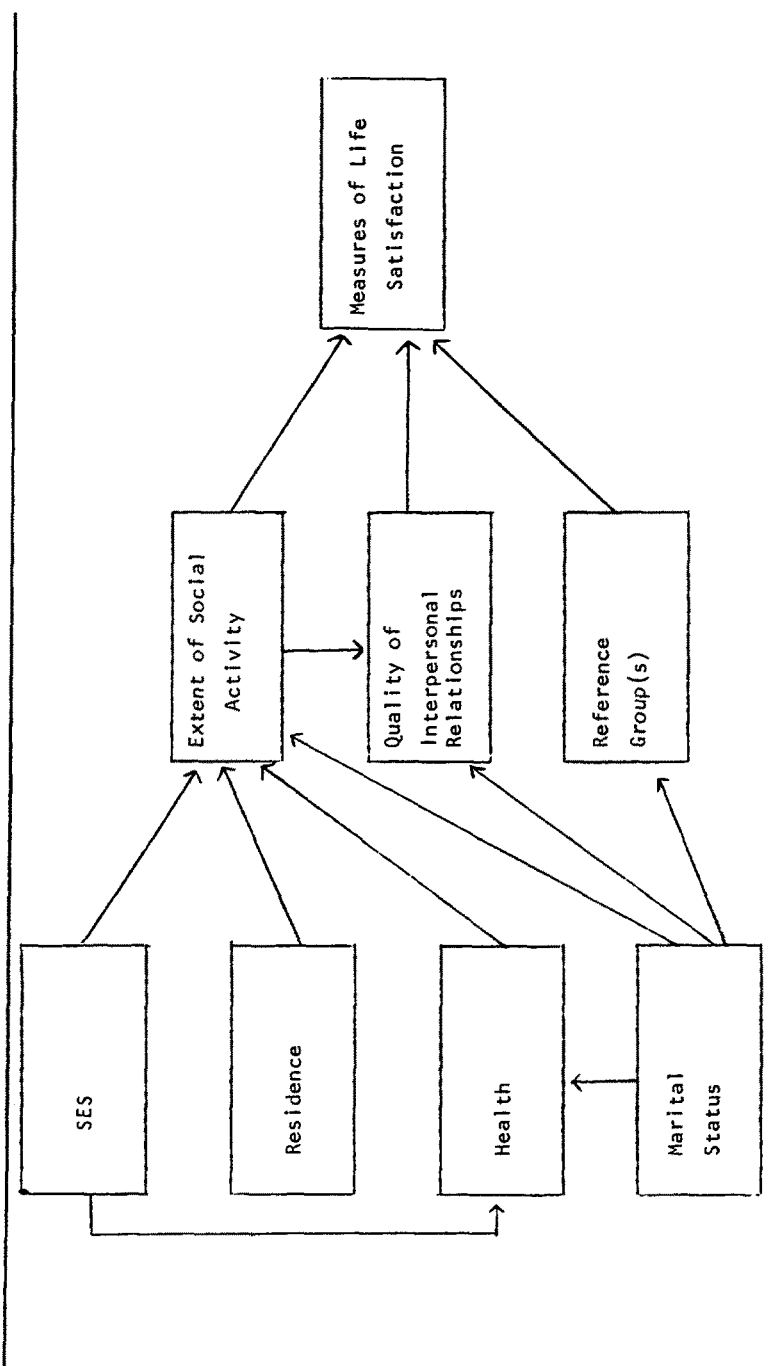 SES
Residence
Health
Marital
Status
Extent of Social
Activity
Quality of
Interpersonal
Relationships
Reference
Group(s)
Measures of Life
Satisfaction